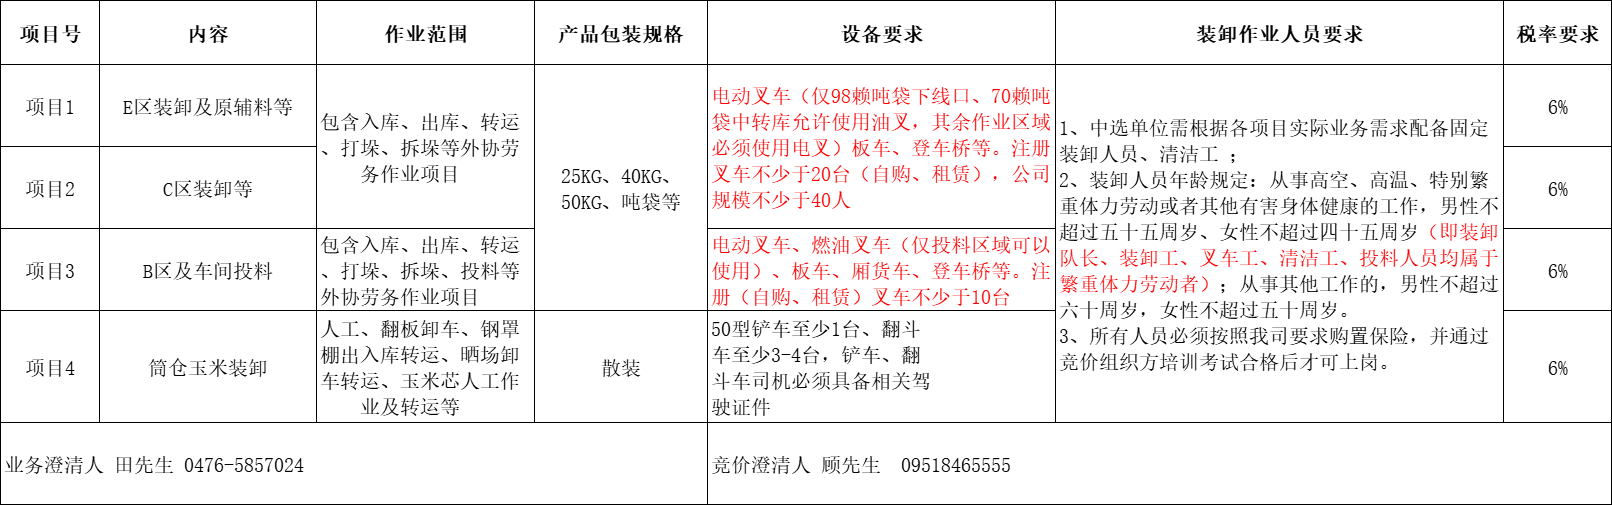 项目号 内容 作业范围 产品包装规格 设备要求 装卸作业人员要求 税率要求
项目1
E区装卸及原辅料等
包含入库、出库、转运
、打垛、拆垛等外协劳
务作业项目
25KG、40KG、
50KG、吨袋等
电动叉车（仅98赖吨袋下线口、70赖吨
袋中转库允许使用油叉，其余作业区域
必须使用电叉）板车、登车桥等。注册
叉车不少于20台（自购、租赁），公司
规模不少于40人
1、中选单位需根据各项目实际业务需求配备固定
装卸人员、清洁工 ；
2、装卸人员年龄规定：从事高空、高温、特别繁
重体力劳动或者其他有害身体健康的工作，男性不
超过五十五周岁、女性不超过四十五周岁（即装卸
队长、装卸工、叉车工、清洁工、投料人员均属于
繁重体力劳动者）；从事其他工作的，男性不超过
六十周岁，女性不超过五十周岁。
3、所有人员必须按照我司要求购置保险，并通过
竞价组织方培训考试合格后才可上岗。
6%
项目2
C区装卸等
6%
项目3
B区及车间投料
包含入库、出库、转运
、打垛、拆垛、投料等
外协劳务作业项目
电动叉车、燃油叉车（仅投料区域可以
使用）、板车、厢货车、登车桥等。注
册（自购、租赁）叉车不少于10台
6%
项目4
筒仓玉米装卸
人工、翻板卸车、钢罩
棚出入库转运、晒场卸
车转运、玉米芯人工作
业及转运等
散装
50型铲车至少1台、翻斗
车至少3-4台，铲车、翻
斗车司机必须具备相关驾
驶证件
6%
业务澄清人 田先生 0476-5857024
竞价澄清人 顾先生 09518465555